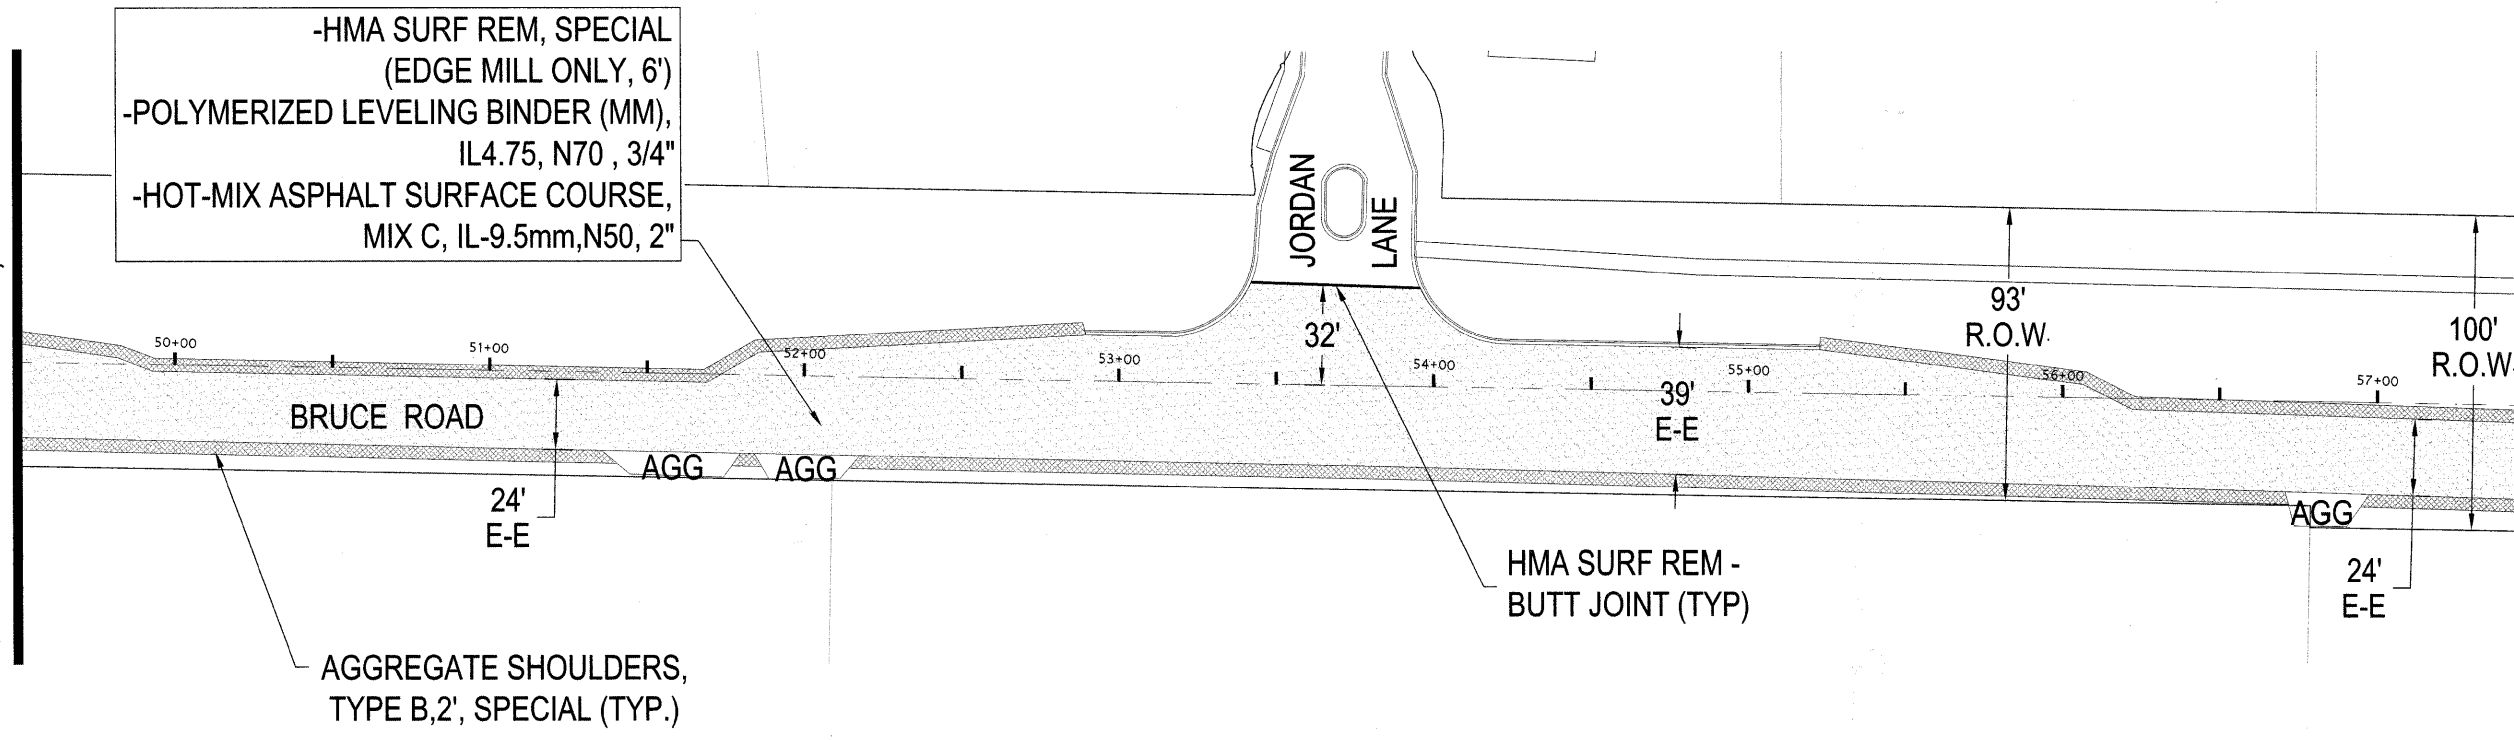 -HMA SURF REM, SPECIAL
(EDGE MILL ONLY, 6')
-POLYMERIZED LEVELING BINDER (MM),
IL4.75, N70 , 3/4"
-HOT-MIX ASPHALT SURFACE COURSE,
MIX C, IL-9.5mm,N50, 2"
JORDAN
LANE
93'
R.O.W.
100'
R.O.W.
32'
50+00
51+00
52+00
53+00
54+00
55+00
56+00
57+00
BRUCE ROAD
39'
E-E
AGG
AGG
AGG
24'
E-E
24'
E-E
HMA SURF REM -
BUTT JOINT (TYP)
AGGREGATE SHOULDERS,
TYPE B,2', SPECIAL (TYP.)